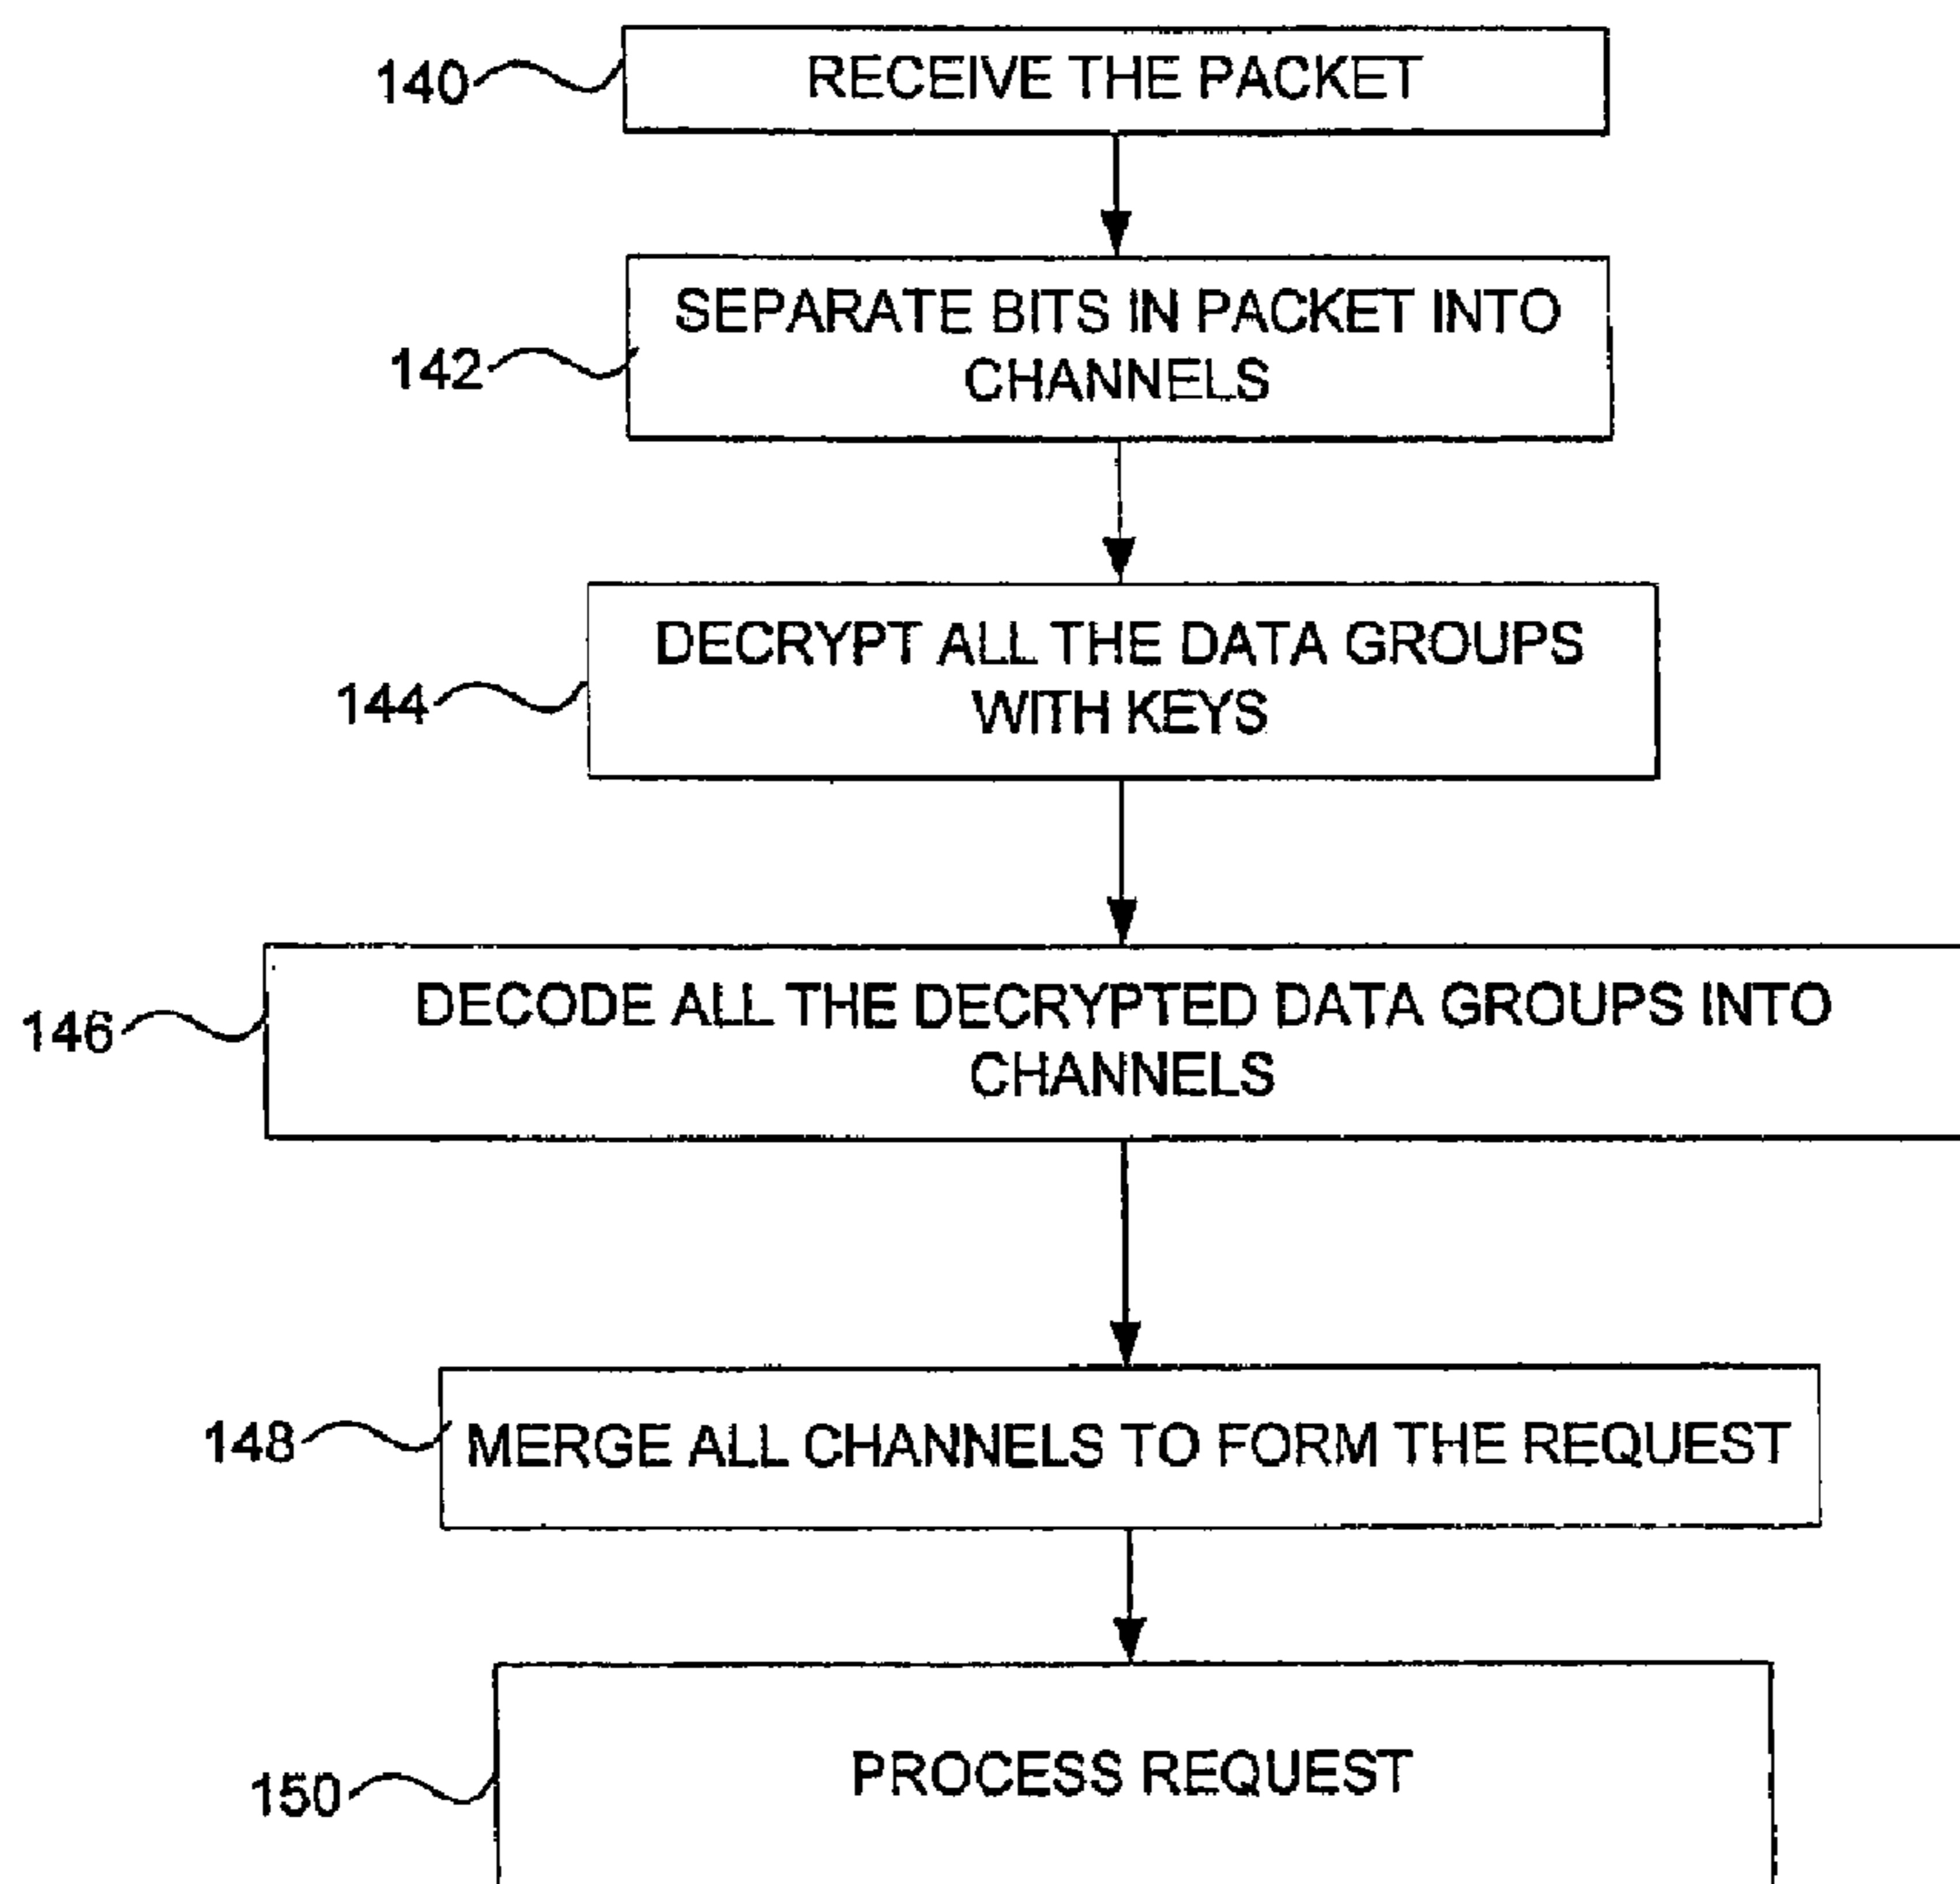 140
RECEIVE THE PACKET
142
SEPARATE BITS IN PACKET INTO
CHANNELS
144
DECRYPT ALL THE DATA GROUPS
WITH KEYS
146
DECODE ALL THE DECRYPTED DATA GROUPS INTO
CHANNELS
148
MERGE ALL CHANNELS TO FORM THE REQUEST
150
PROCESS REQUEST